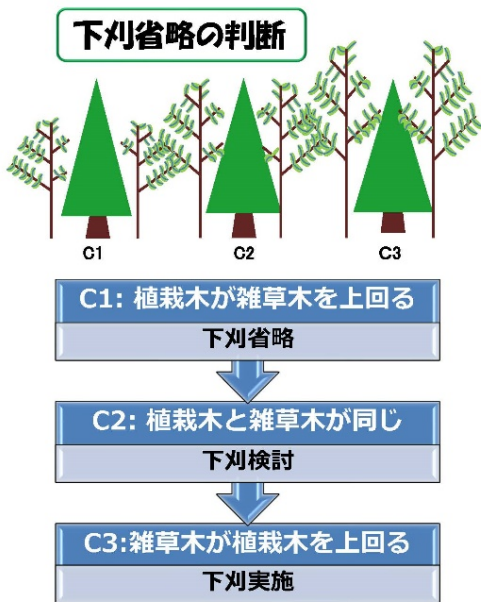 下刈省略の判断
C1
C2
C3
C1: 植栽木が雑草木を上回る
下刈省略
C2: 植栽木と雑草木が同じ
下刈検討
C3:雑草木が植栽木を上回る
下刈実施